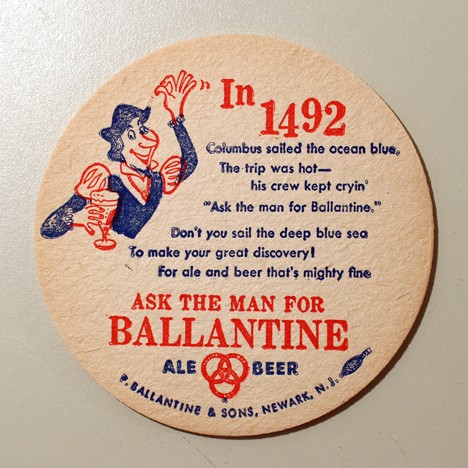 "In
1492
Columbus sailed the ocean blue,
The trip was hot—
his crew kept cryin'
"Ask the man for Ballantine."
Don't you sail the deep blue sea
To make your great discovery!
For ale and beer that's mighty fine
ASK THE MAN FOR
BALLANTINE
ALE BEER
P. BALLANTINE & SONS, NEWARK, N. J.